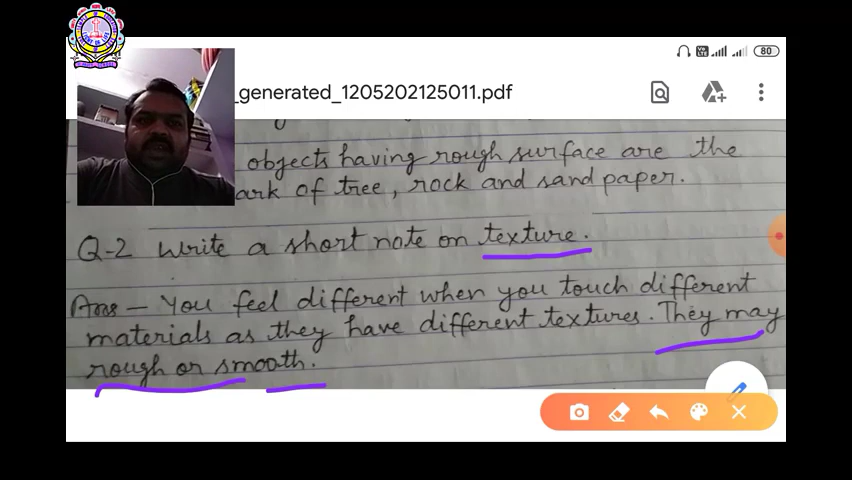 80
_generated_1205202125011.pdf
objects having rough surface are the
ark of tree, rock and sand paper.
Q-2 Write a short note on texture.
Ans - You feel different when you touch different
materials as they have different textures. They may
rough or smooth.